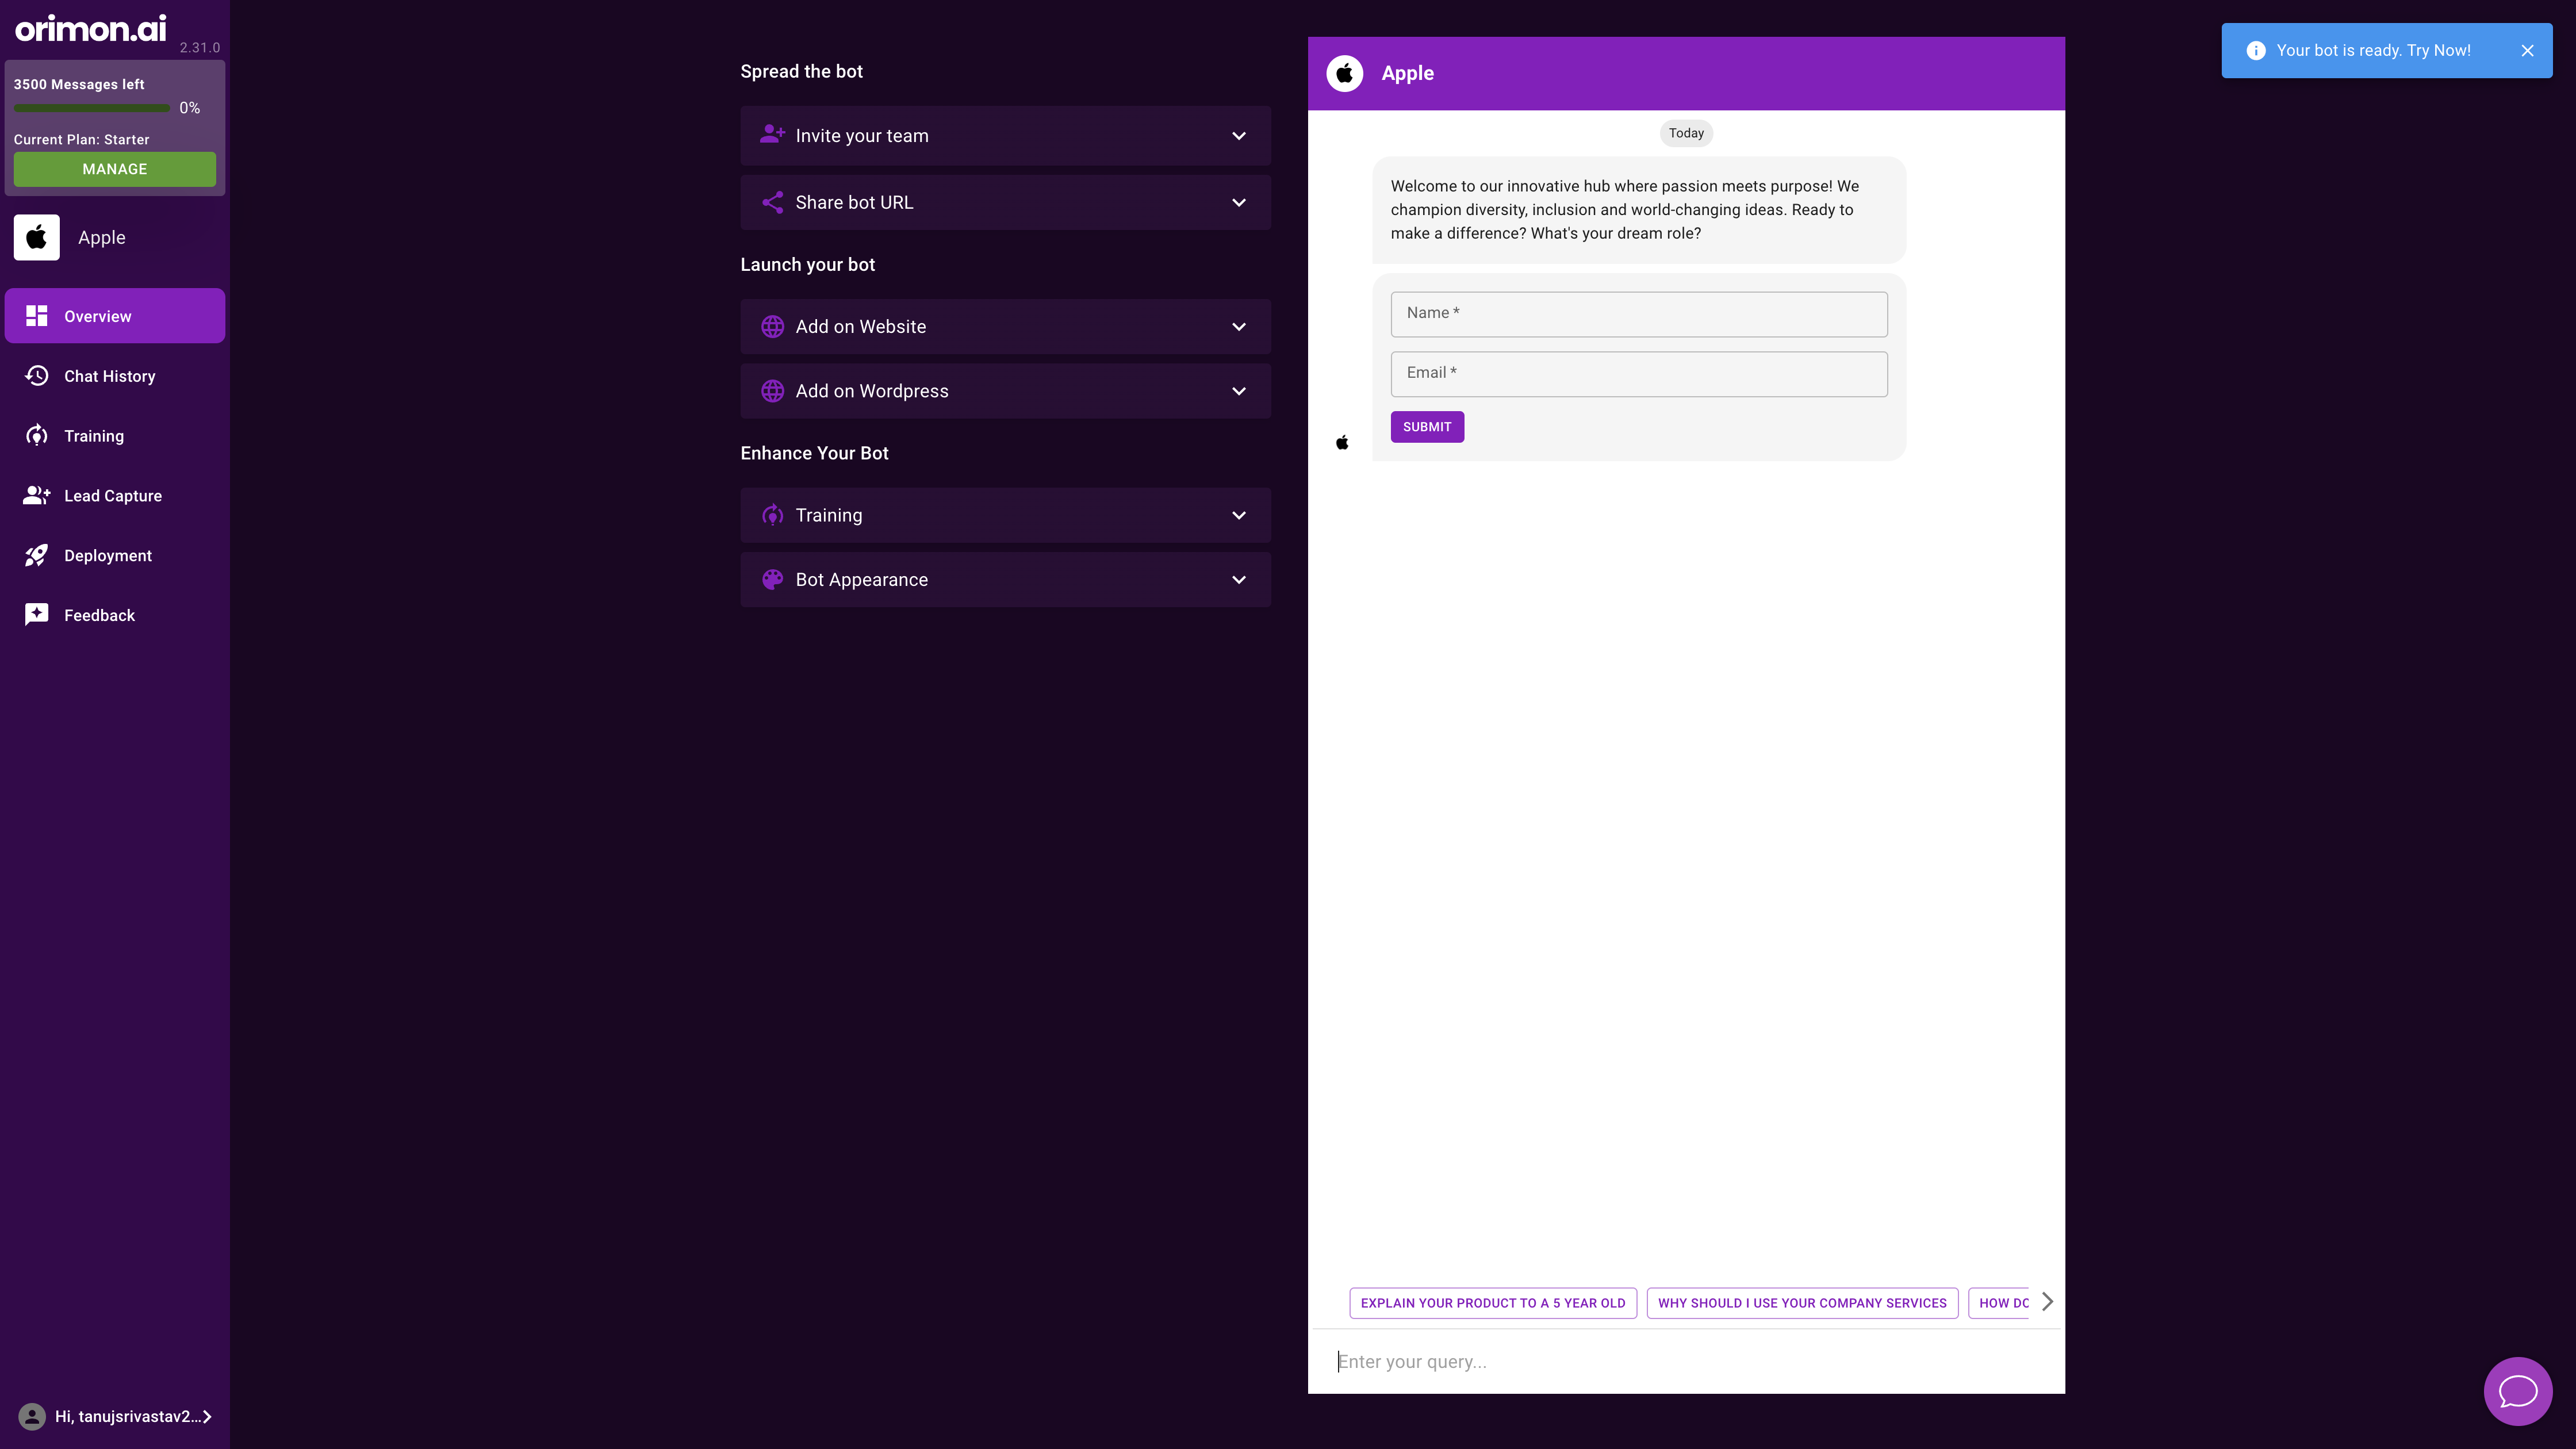 orimon.ai
2.31.0
3500 Messages left
0%
Current Plan: Starter
MANAGE
Apple
Overview
Chat History
Training
Lead Capture
Deployment
Feedback
Hi, tanujsrivastav2...
Spread the bot
Invite your team
Share bot URL
Launch your bot
Add on Website
Add on Wordpress
Enhance Your Bot
Training
Bot Appearance
Apple
Today
Welcome to our innovative hub where passion meets purpose! We
champion diversity, inclusion and world-changing ideas. Ready to
make a difference? What's your dream role?
Name *
Email *
SUBMIT
EXPLAIN YOUR PRODUCT TO A 5 YEAR OLD
WHY SHOULD I USE YOUR COMPANY SERVICES
HOW DO
Enter your query...
Your bot is ready. Try Now!